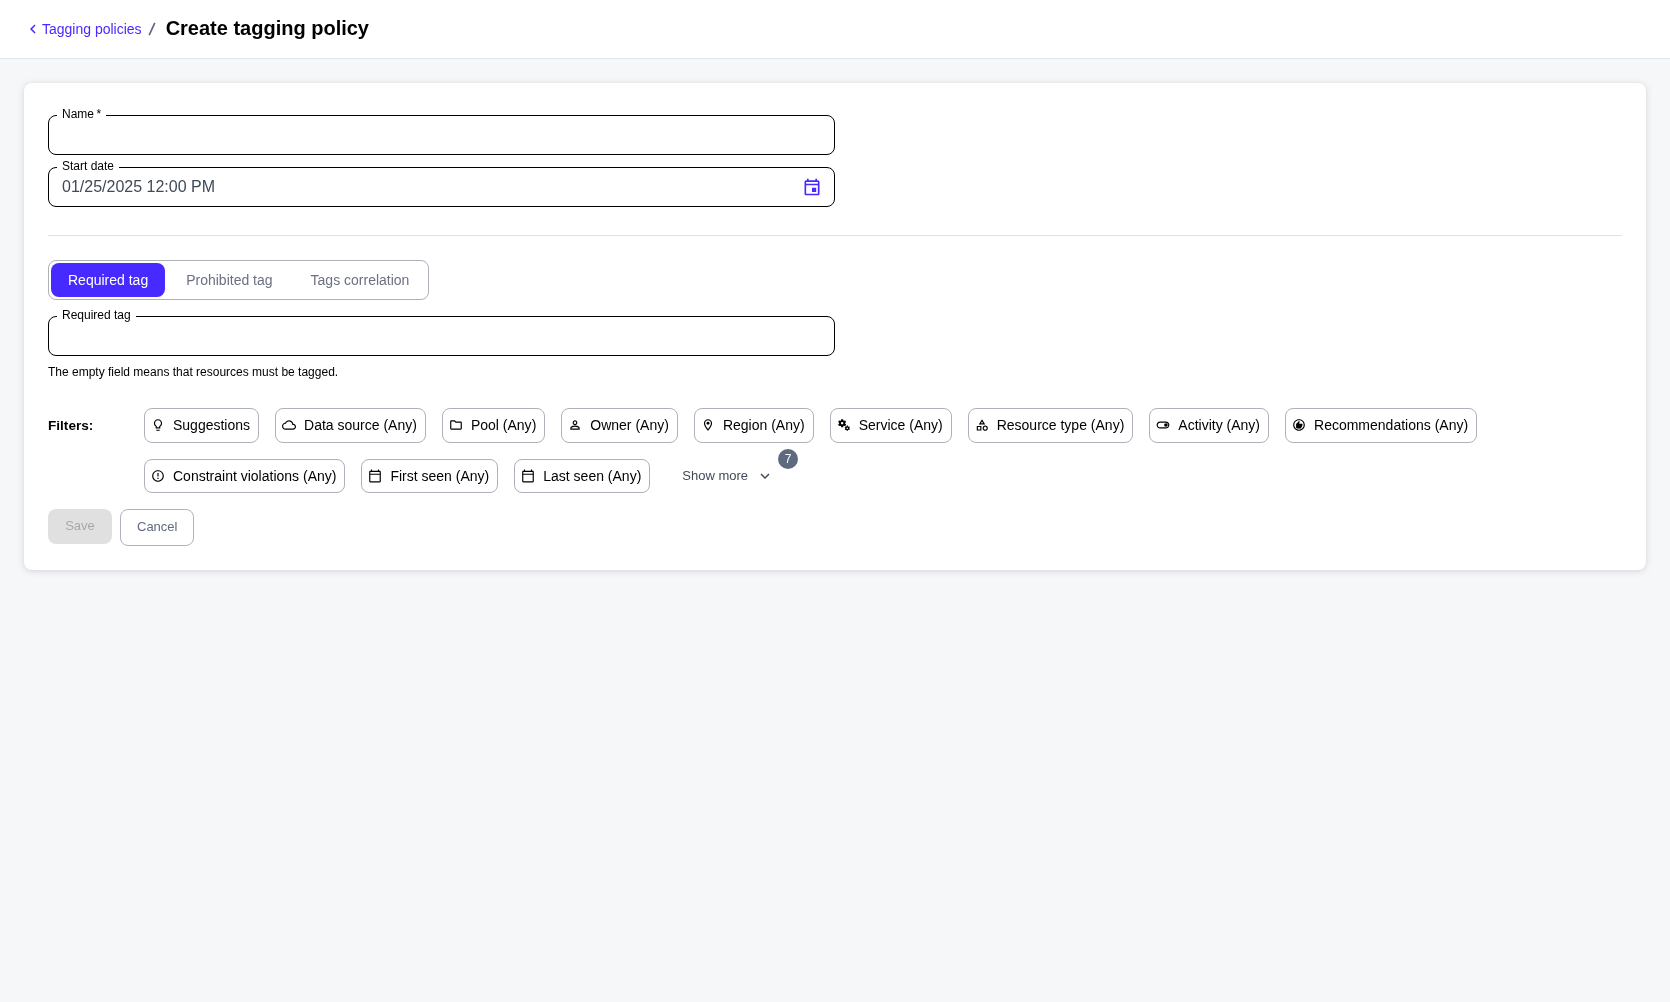 Tagging policies / Create tagging policy
Name *
Start date
01/25/2025 12:00 PM
Required tag Prohibited tag Tags correlation
Required tag
The empty field means that resources must be tagged.
Filters: Suggestions Data source (Any) Pool (Any) Owner (Any) Region (Any) Service (Any) Resource type (Any) Activity (Any) Recommendations (Any)
Constraint violations (Any) First seen (Any) Last seen (Any) Show more 7
Save Cancel